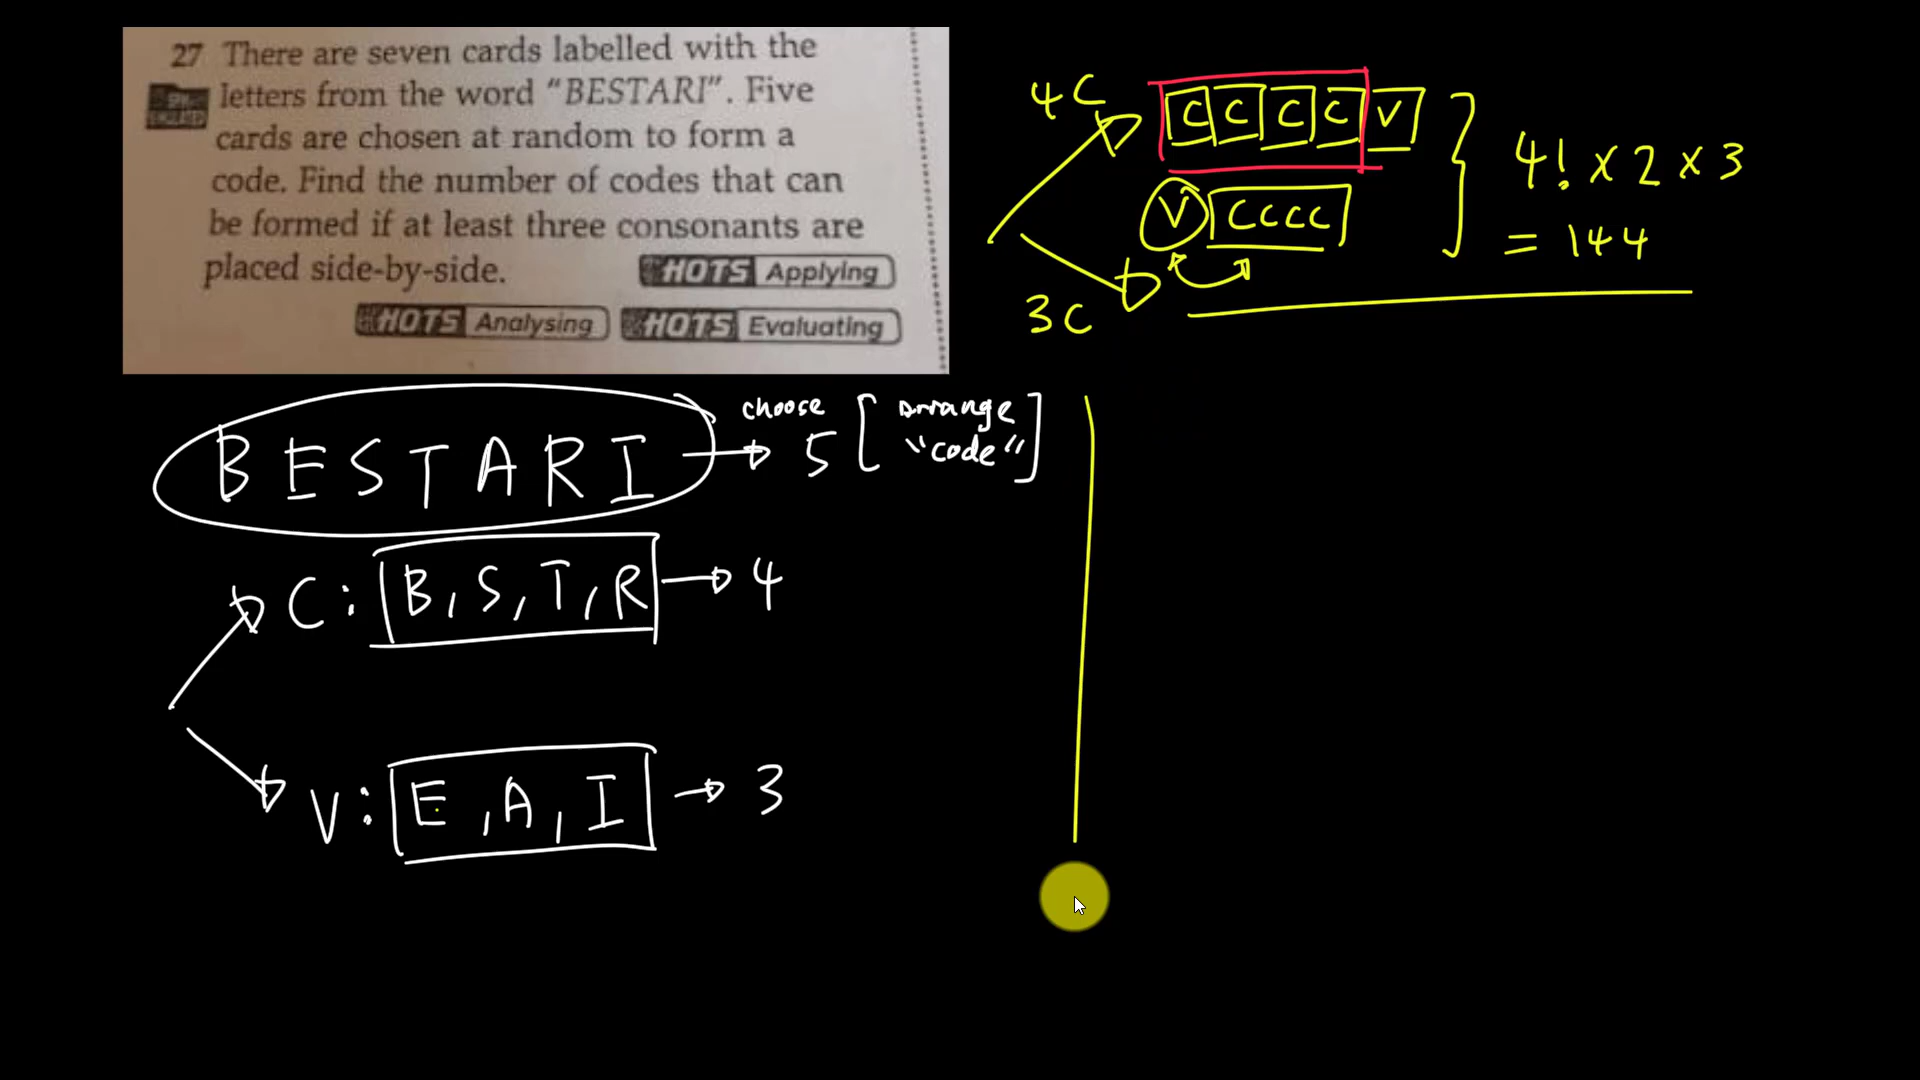 27 There are seven cards labelled with the
letters from the word "BESTARI". Five
cards are chosen at random to form a
code. Find the number of codes that can
be formed if at least three consonants are
placed side-by-side.
HOTS Applying
HOTS Analysing
HOTS Evaluating
4C
C C C C V
V CCCC
3C
4! x 2 x 3
= 144
BESTARI → choose 5 [arrange "code"]
C: B, S, T, R → 4
V: E, A, I → 3